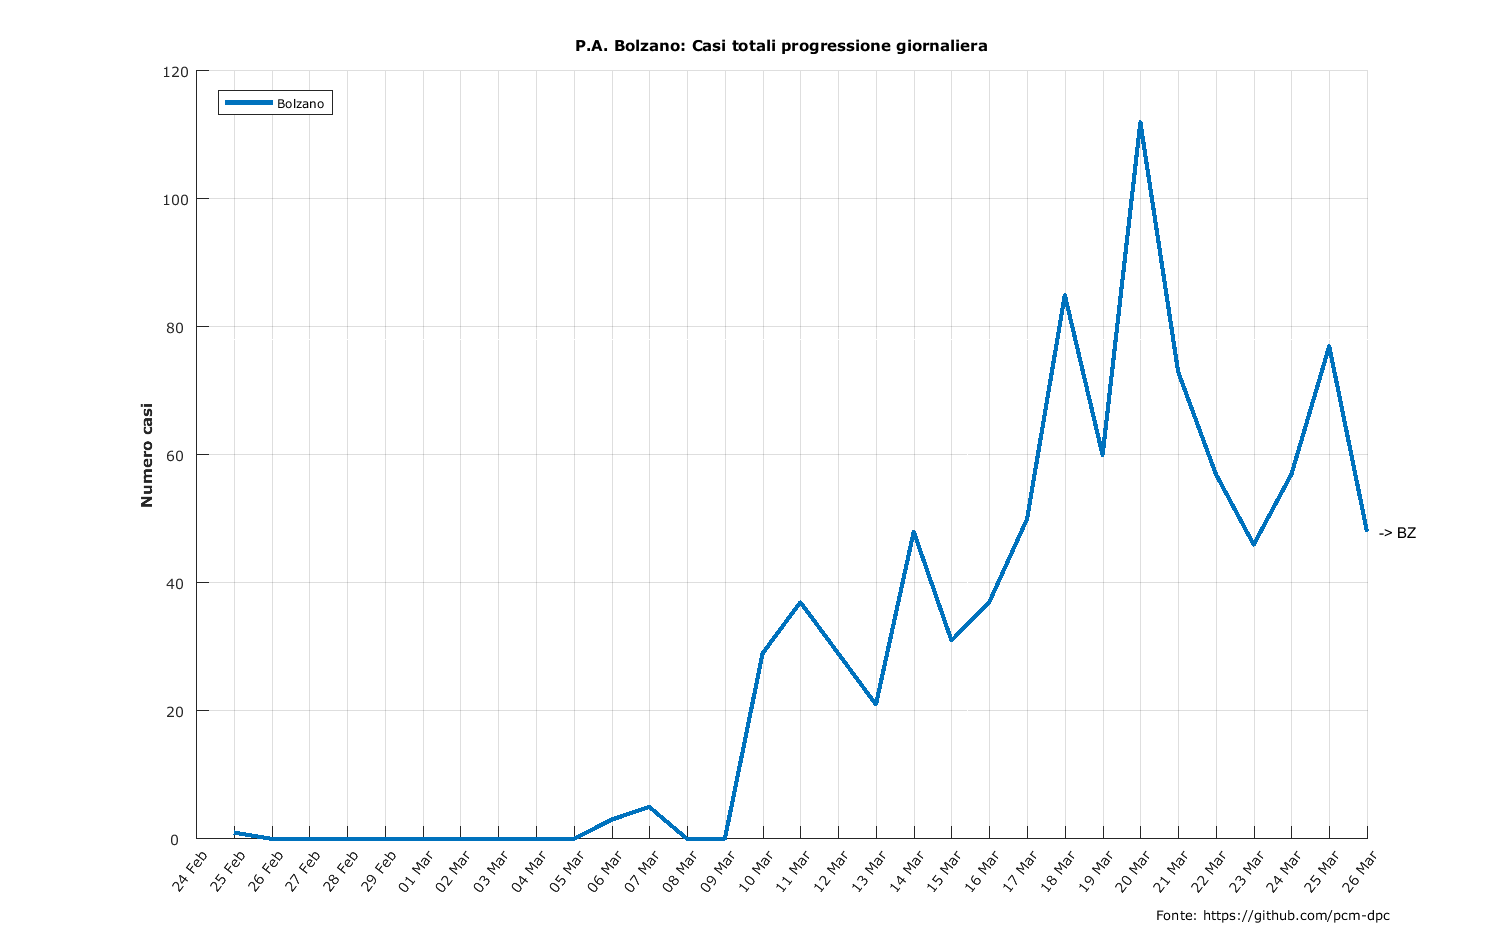 P.A. Bolzano: Casi totali progressione giornaliera
Bolzano
Numero casi
120
100
80
60
40
20
0
-> BZ
24 Feb
25 Feb
26 Feb
27 Feb
28 Feb
29 Feb
01 Mar
02 Mar
03 Mar
04 Mar
05 Mar
06 Mar
07 Mar
08 Mar
09 Mar
10 Mar
11 Mar
12 Mar
13 Mar
14 Mar
15 Mar
16 Mar
17 Mar
18 Mar
19 Mar
20 Mar
21 Mar
22 Mar
23 Mar
24 Mar
25 Mar
26 Mar
Fonte: https://github.com/pcm-dpc